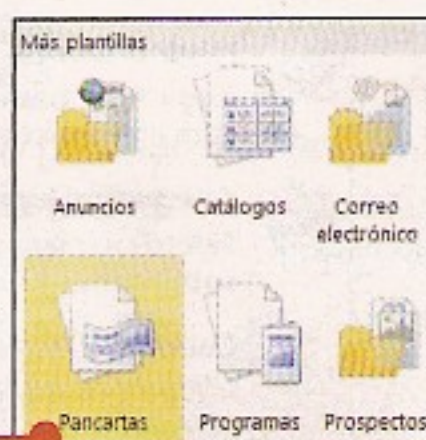 Más plantillas
Anuncios
Catálogos
Correo
electrónico
Pancartas
Programas
Prospectos